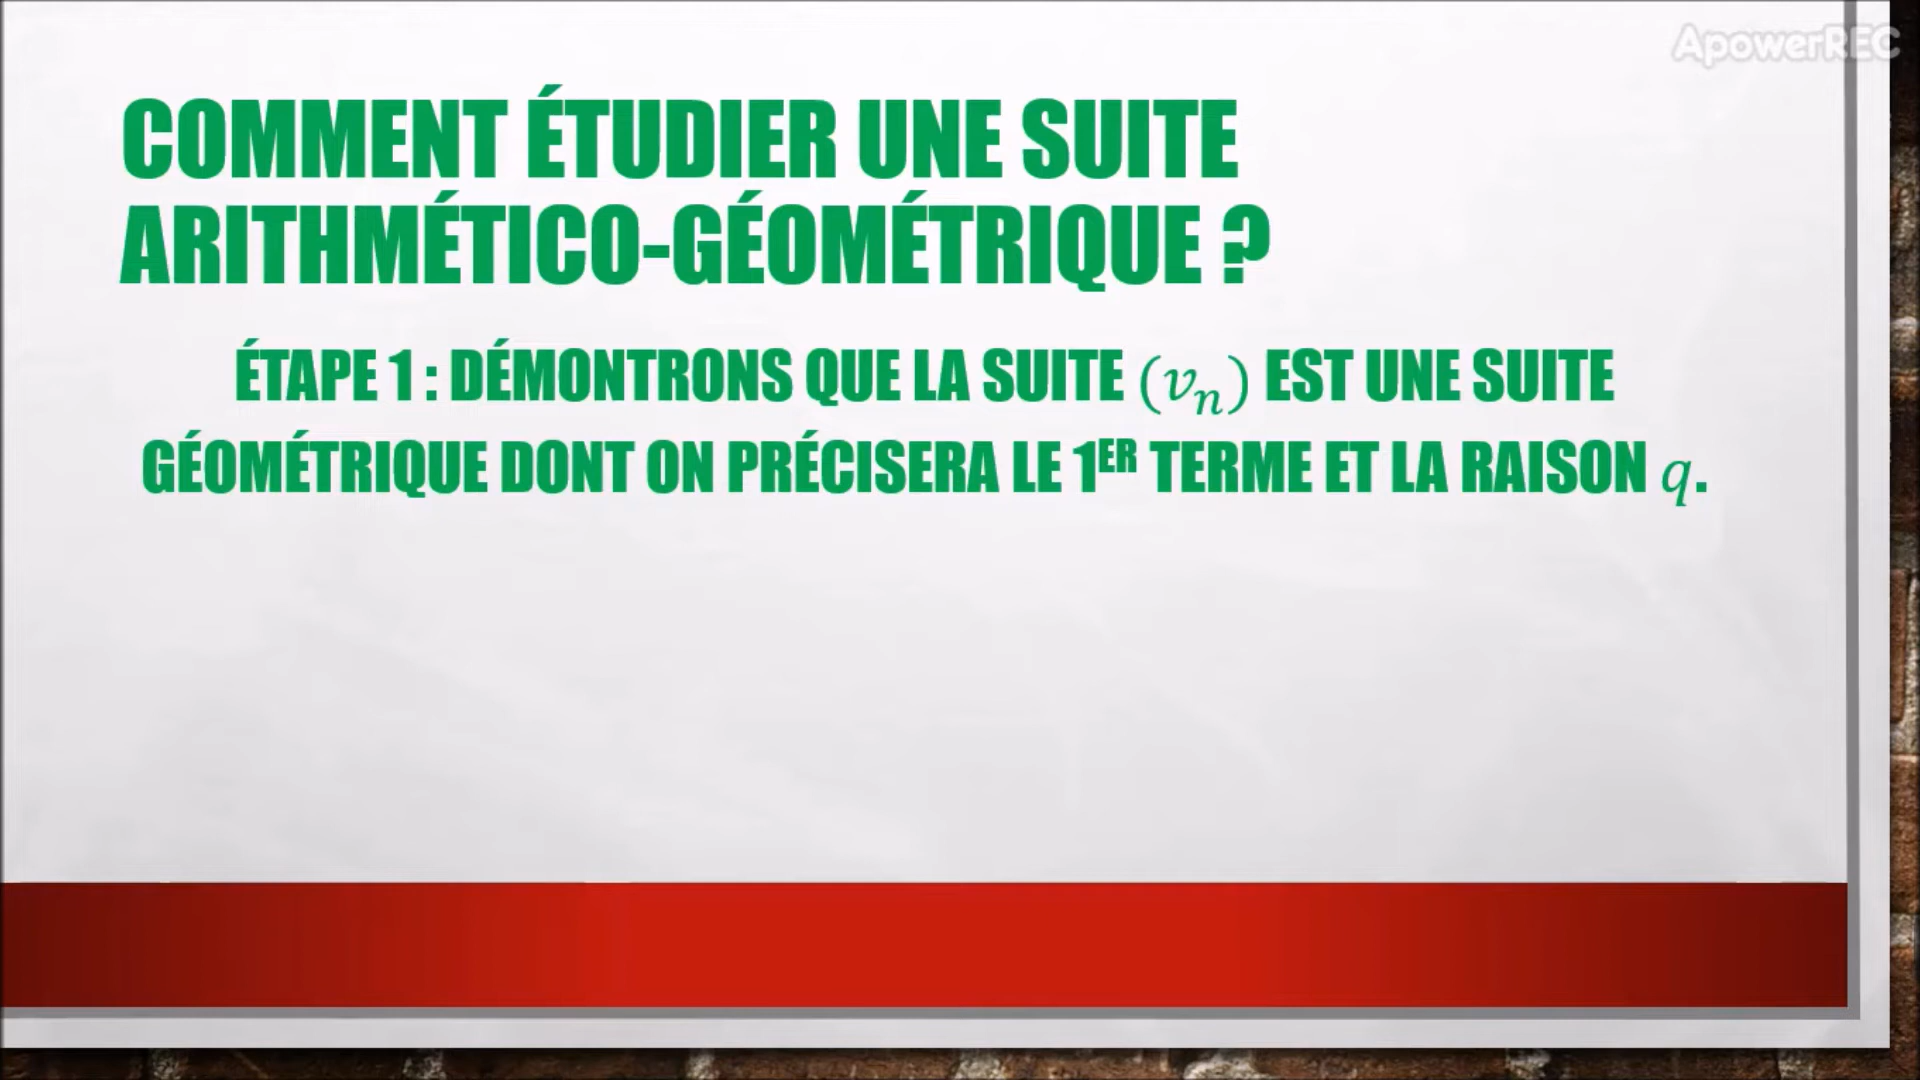 ApowerREC
COMMENT ÉTUDIER UNE SUITE
ARITHMÉTICO-GÉOMÉTRIQUE ?
ÉTAPE 1 : DÉMONTRONS QUE LA SUITE (vₙ) EST UNE SUITE
GÉOMÉTRIQUE DONT ON PRÉCISERA LE 1ER TERME ET LA RAISON q.